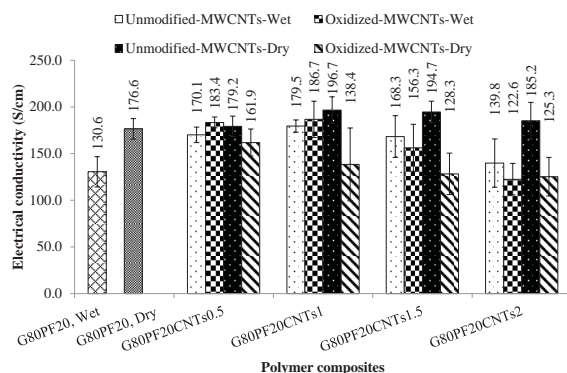 Unmodified-MWCNTs-Wet Oxidized-MWCNTs-Wet
Unmodified-MWCNTs-Dry Oxidized-MWCNTs-Dry
Electrical conductivity (S/cm)
250.0
200.0
150.0
100.0
50.0
0.0
130.6
176.6
170.1
183.4
179.2
161.9
179.5
186.7
196.7
138.4
168.3
156.3
194.7
128.3
139.8
122.6
185.2
125.3
G80PF20, Wet
G80PF20, Dry
G80PF20CNTs0.5
G80PF20CNTs1
G80PF20CNTs1.5
G80PF20CNTs2
Polymer composites